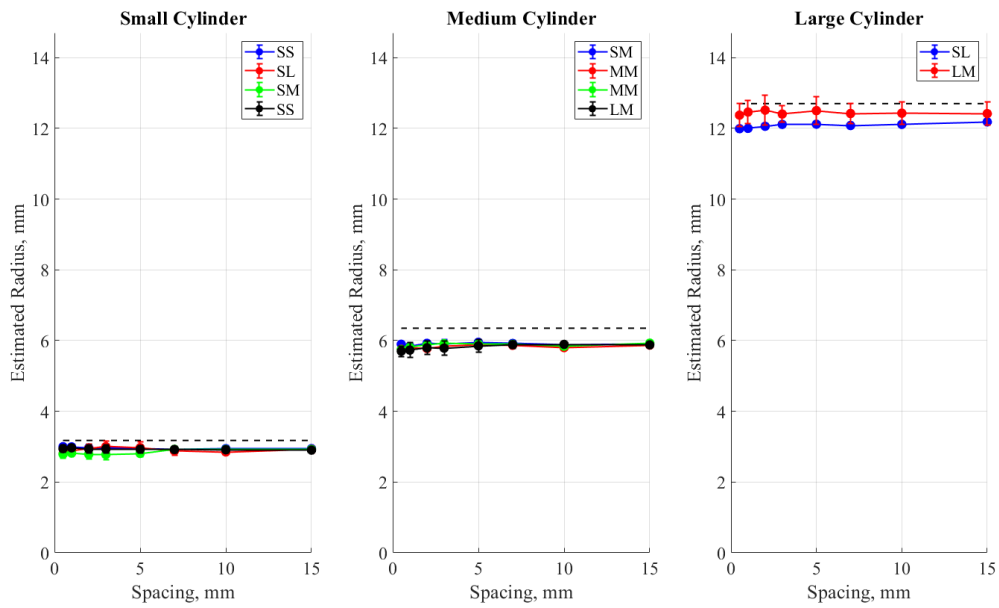 Small Cylinder
Estimated Radius, mm
14
12
10
8
6
4
2
0
0
5
10
15
Spacing, mm
SS
SL
SM
SS
Medium Cylinder
Estimated Radius, mm
14
12
10
8
6
4
2
0
0
5
10
15
Spacing, mm
SM
MM
MM
LM
Large Cylinder
Estimated Radius, mm
14
12
10
8
6
4
2
0
0
5
10
15
Spacing, mm
SL
LM